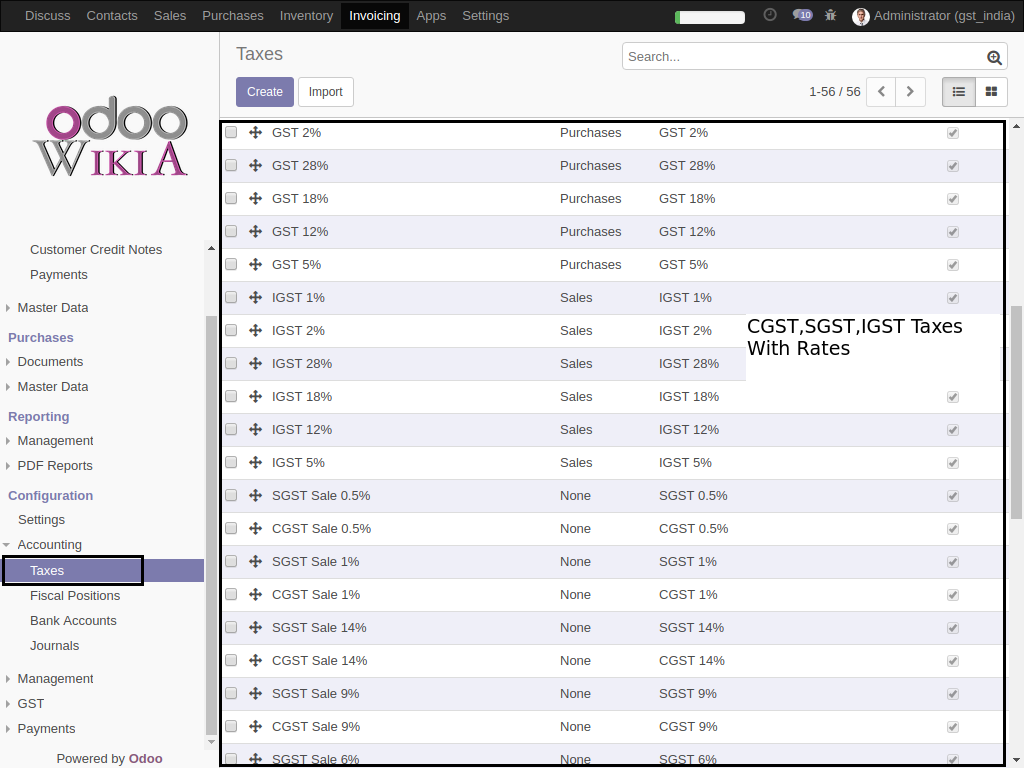 Discuss Contacts Sales Purchases Inventory Invoicing Apps Settings 10 Administrator (gst_india)
odoo
WIKIA
Customer Credit Notes
Payments
Master Data
Purchases
Documents
Master Data
Reporting
Management
PDF Reports
Configuration
Settings
Accounting
Taxes
Fiscal Positions
Bank Accounts
Journals
Management
GST
Payments
Powered by Odoo
Taxes
Search...
Create Import
1-56 / 56
GST 2% Purchases GST 2%
GST 28% Purchases GST 28%
GST 18% Purchases GST 18%
GST 12% Purchases GST 12%
GST 5% Purchases GST 5%
IGST 1% Sales IGST 1%
IGST 2% Sales IGST 2%
IGST 28% Sales IGST 28%
CGST,SGST,IGST Taxes
With Rates
IGST 18% Sales IGST 18%
IGST 12% Sales IGST 12%
IGST 5% Sales IGST 5%
SGST Sale 0.5% None SGST 0.5%
CGST Sale 0.5% None CGST 0.5%
SGST Sale 1% None SGST 1%
CGST Sale 1% None CGST 1%
SGST Sale 14% None SGST 14%
CGST Sale 14% None CGST 14%
SGST Sale 9% None SGST 9%
CGST Sale 9% None CGST 9%
SGST Sale 6% None SGST 6%